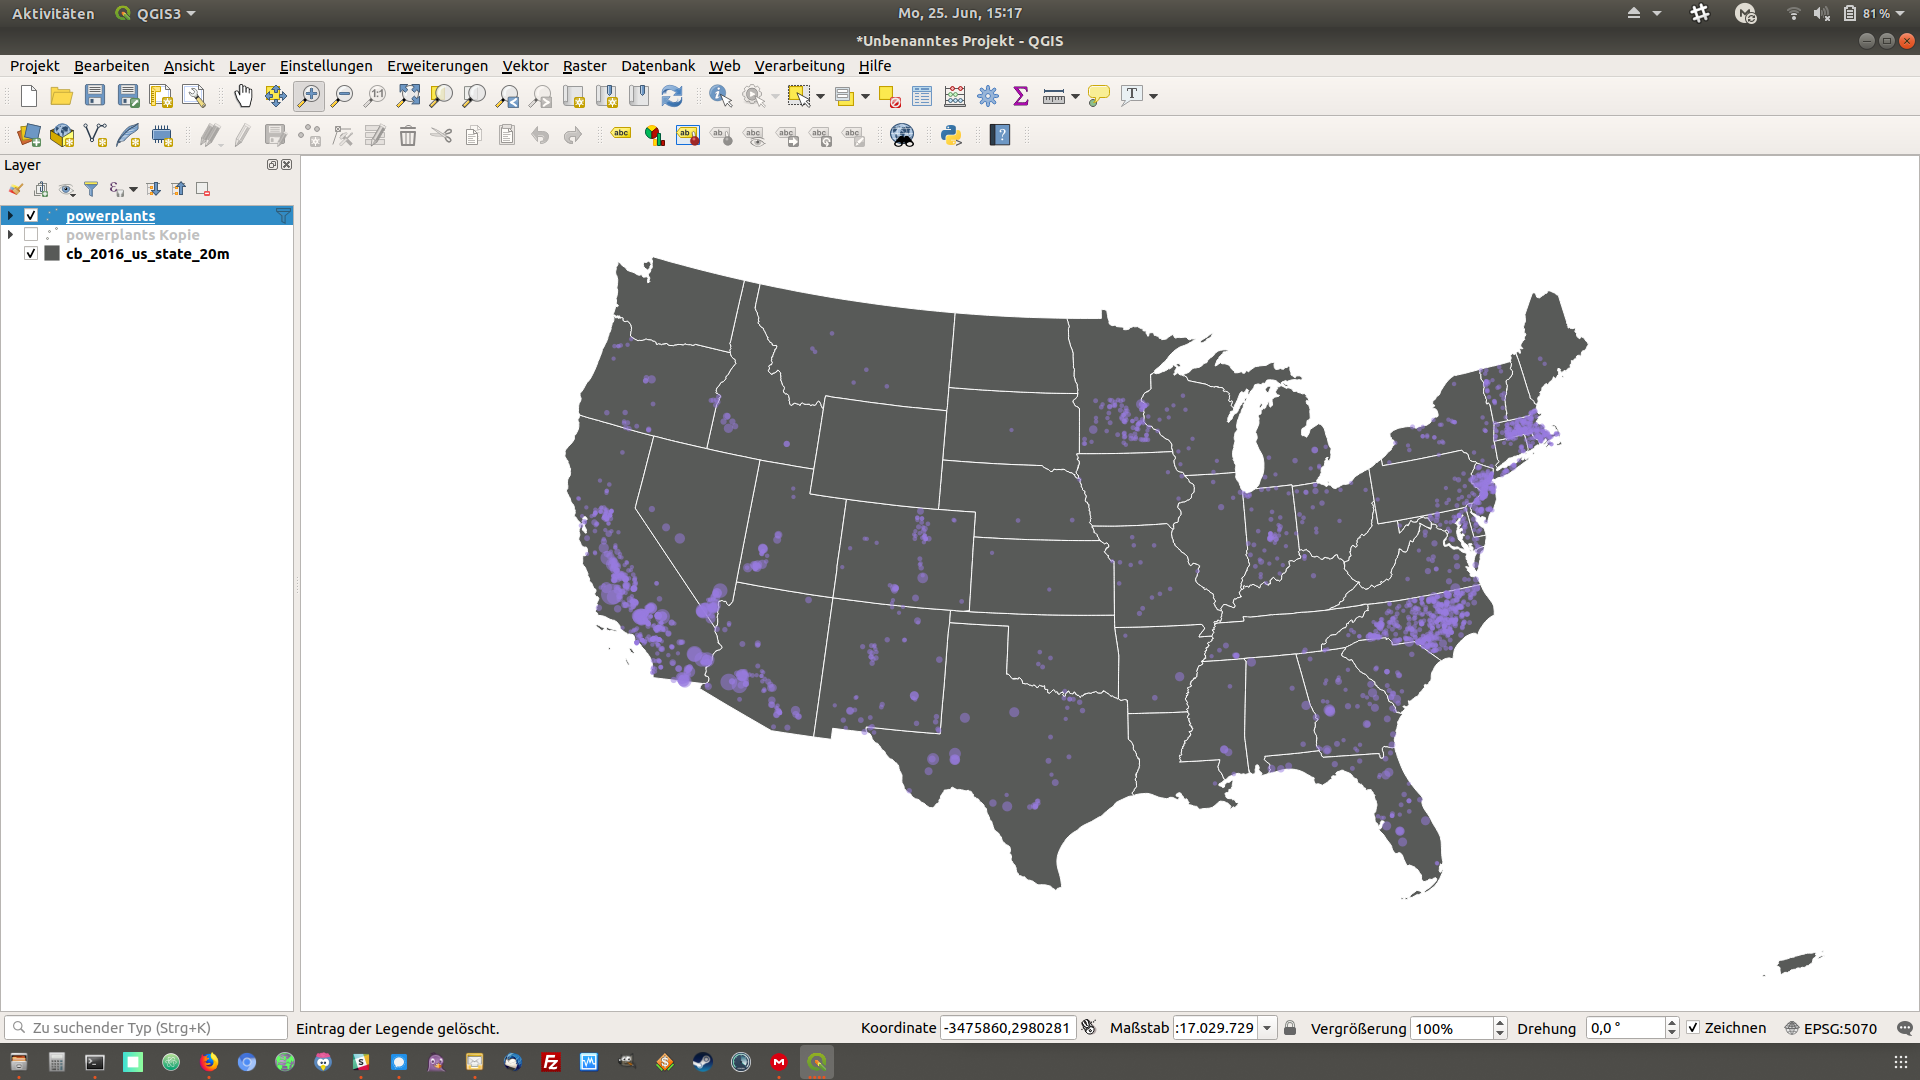 Aktivitäten QGIS3 Mo, 25. Jun, 15:17 81 %
*Unbenanntes Projekt - QGIS
Projekt Bearbeiten Ansicht Layer Einstellungen Erweiterungen Vektor Raster Datenbank Web Verarbeitung Hilfe
Layer
powerplants
powerplants Kopie
cb_2016_us_state_20m
Zu suchender Typ (Strg+K) Eintrag der Legende gelöscht. Koordinate -3475860,2980281 Maßstab :17.029.729 Vergrößerung 100% Drehung 0,0 ° Zeichnen EPSG:5070